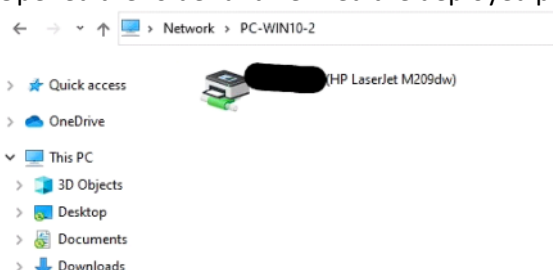 Network > PC-WIN10-2
(HP LaserJet M209dw)
Quick access
OneDrive
This PC
3D Objects
Desktop
Documents
Downloads